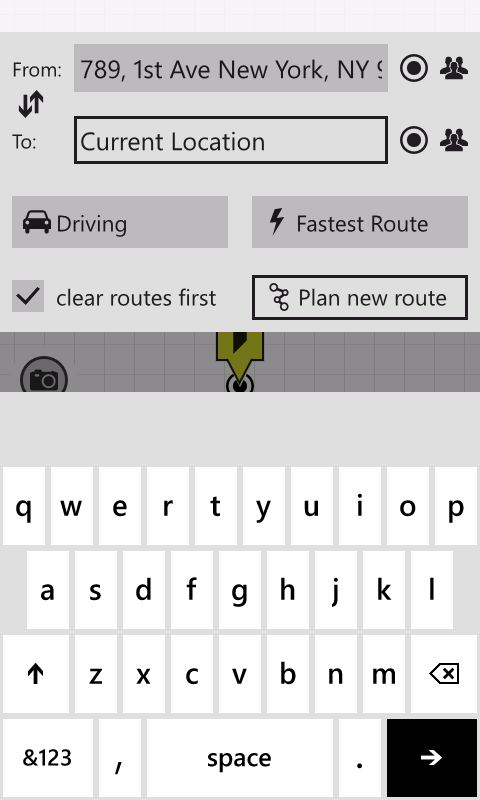 From:
789, 1st Ave New York, NY
To:
Current Location
Driving
Fastest Route
clear routes first
Plan new route
q w e r t y u i o p
a s d f g h j k l
z x c v b n m
&123 , space .